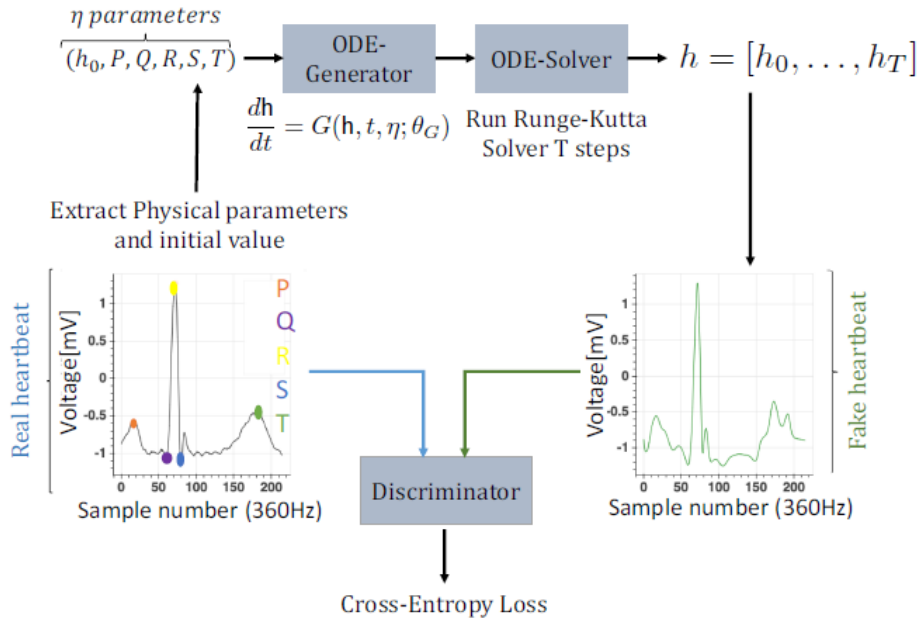 η parameters
(h₀, P, Q, R, S, T)
ODE-
Generator
ODE-Solver
h = [h₀, . . . , h_T]
dh/dt = G(h, t, η; θ_G)
Run Runge-Kutta
Solver T steps
Extract Physical parameters
and initial value
Real heartbeat
Voltage[mV]
1
0.5
0
-0.5
-1
0 50 100 150 200
Sample number (360Hz)
P
Q
R
S
T
Voltage[mV]
1
0.5
0
-0.5
-1
0 50 100 150 200
Sample number (360Hz)
Fake heartbeat
Discriminator
Cross-Entropy Loss